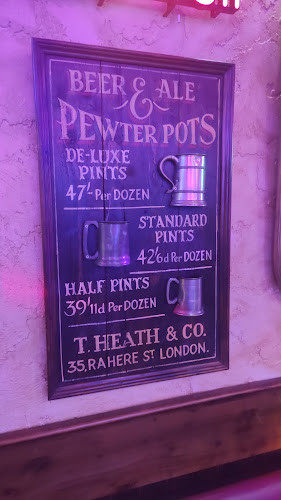 BEER & ALE
PEWTER POTS
DE-LUXE
PINTS
47/- PER DOZEN
STANDARD
PINTS
42'6d PER DOZEN
HALF PINTS
39'11d PER DOZEN
T. HEATH & CO.
35, RAHERE ST LONDON.